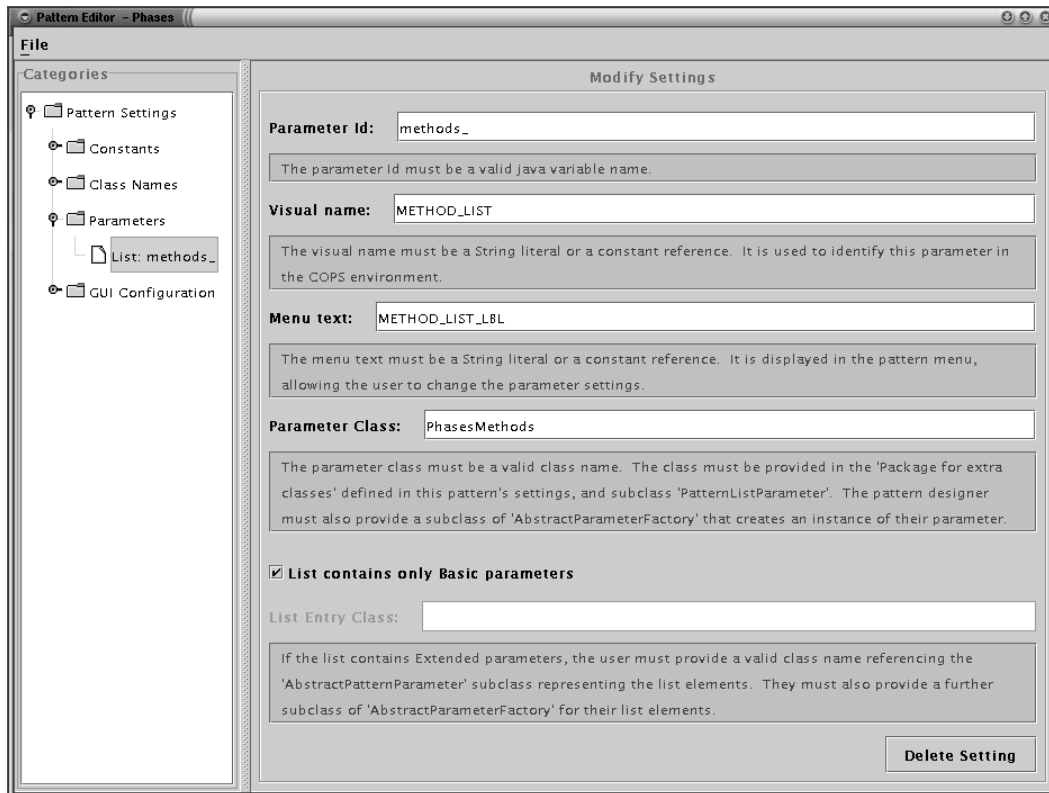 Pattern Editor - Phases
File
Categories
Pattern Settings
Constants
Class Names
Parameters
List: methods_
GUI Configuration
Modify Settings
Parameter Id: methods_
The parameter Id must be a valid java variable name.
Visual name: METHOD_LIST
The visual name must be a String literal or a constant reference. It is used to identify this parameter in
the COPS environment.
Menu text: METHOD_LIST_LBL
The menu text must be a String literal or a constant reference. It is displayed in the pattern menu,
allowing the user to change the parameter settings.
Parameter Class: PhasesMethods
The parameter class must be a valid class name. The class must be provided in the 'Package for extra
classes' defined in this pattern's settings, and subclass 'PatternListParameter'. The pattern designer
must also provide a subclass of 'AbstractParameterFactory' that creates an instance of their parameter.
List contains only Basic parameters
List Entry Class:
If the list contains Extended parameters, the user must provide a valid class name referencing the
'AbstractPatternParameter' subclass representing the list elements. They must also provide a further
subclass of 'AbstractParameterFactory' for their list elements.
Delete Setting